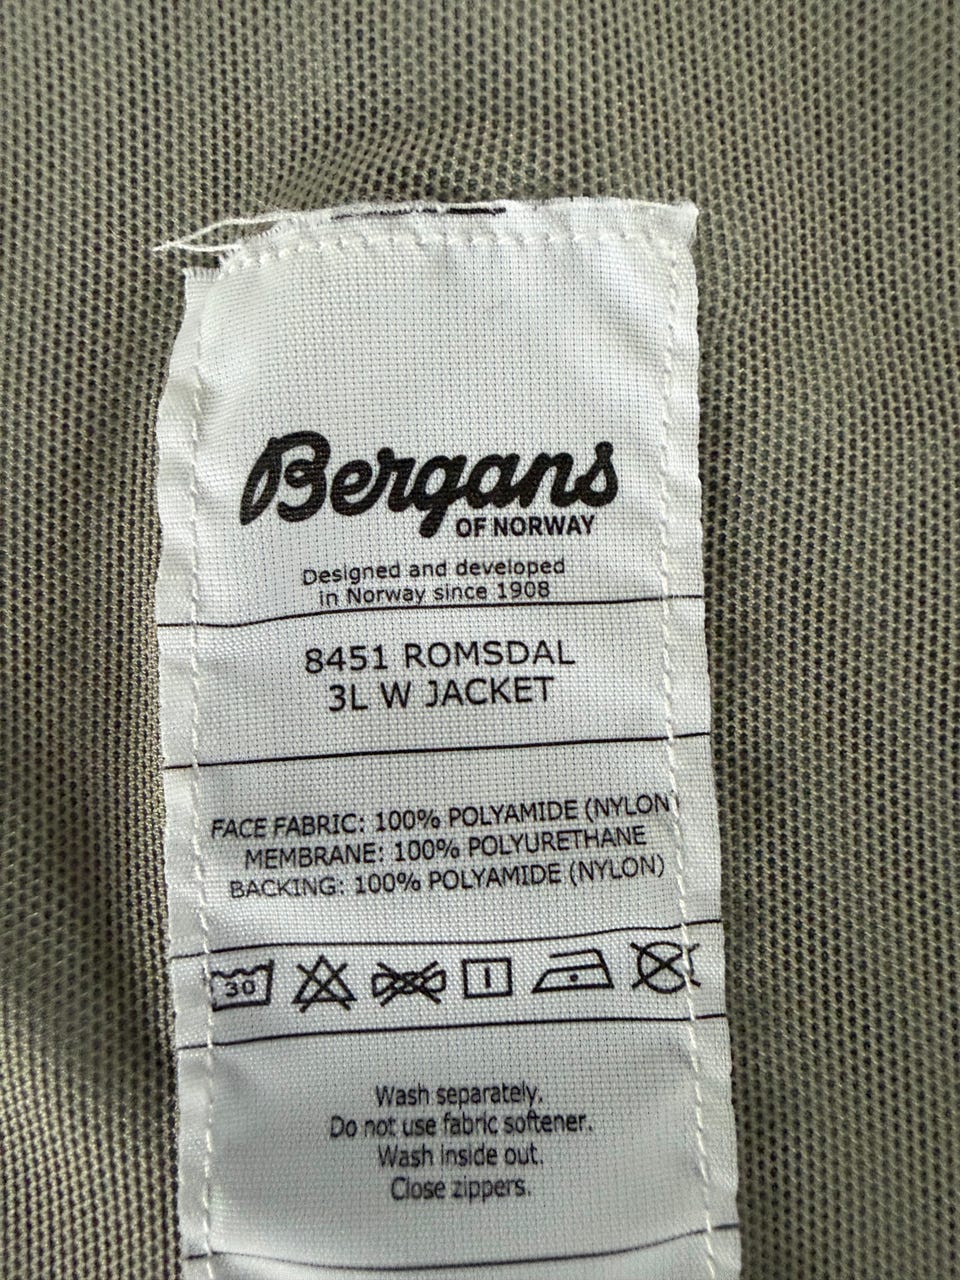 Bergans
OF NORWAY
Designed and developed
in Norway since 1908
8451 ROMSDAL
3L W JACKET
FACE FABRIC: 100% POLYAMIDE (NYLON)
MEMBRANE: 100% POLYURETHANE
BACKING: 100% POLYAMIDE (NYLON)
30
Wash separately.
Do not use fabric softener.
Wash inside out.
Close zippers.